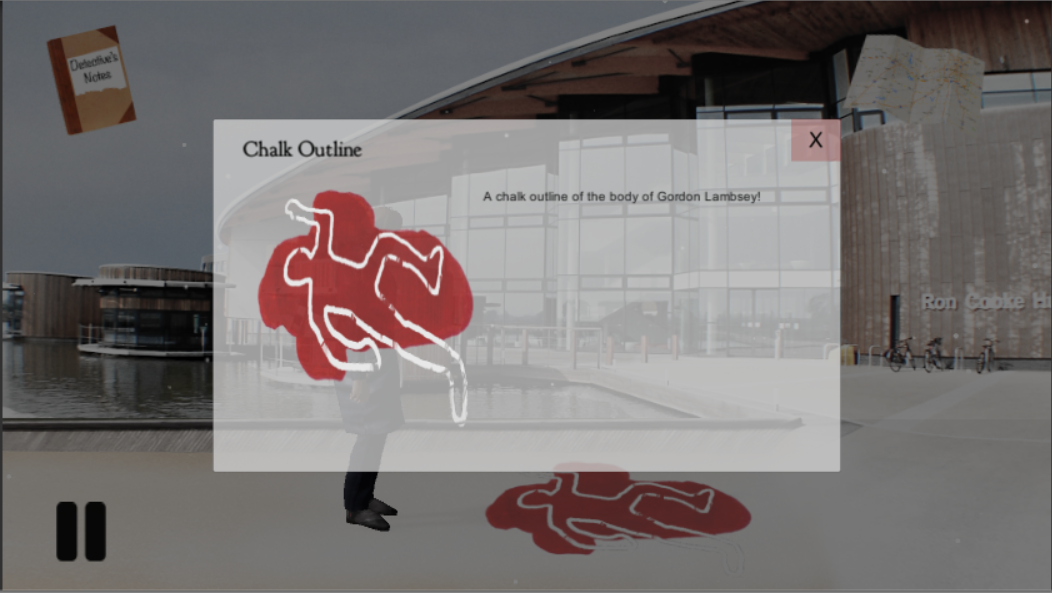 Detective's
Notes
Chalk Outline
X
A chalk outline of the body of Gordon Lambsey!
Ron Cooke H